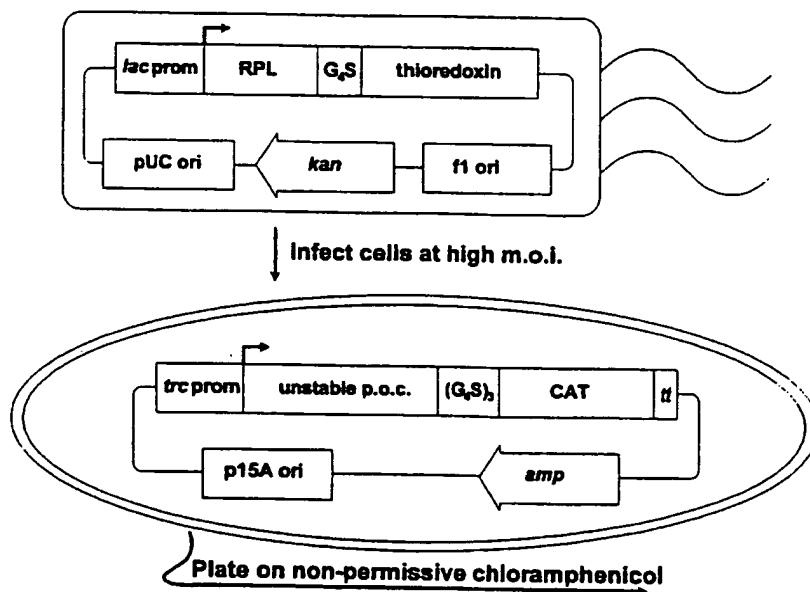 lac prom RPL G₄S thioredoxin
pUC ori kan f1 ori
Infect cells at high m.o.i.
trc prom unstable p.o.c. (G₄S)₃ CAT tt
p15A ori amp
Plate on non-permissive chloramphenicol